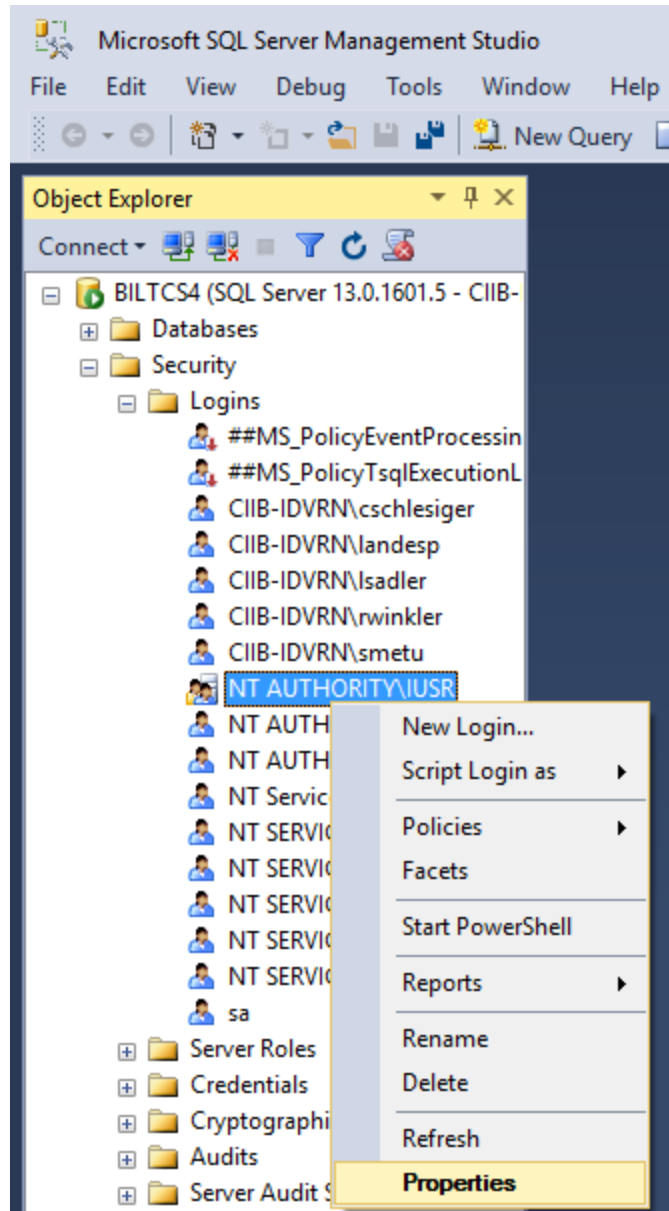 Microsoft SQL Server Management Studio
File Edit View Debug Tools Window Help
New Query
Object Explorer
Connect
BILTCS4 (SQL Server 13.0.1601.5 - CIIB-
Databases
Security
Logins
##MS_PolicyEventProcessin
##MS_PolicyTsqlExecutionL
CIIB-IDVRN\cschlesiger
CIIB-IDVRN\landesp
CIIB-IDVRN\lsadler
CIIB-IDVRN\rwinkler
CIIB-IDVRN\smetu
NT AUTHORITY\IUSR
NT AUTH
NT AUTH
NT Servic
NT SERVIC
NT SERVIC
NT SERVIC
NT SERVIC
NT SERVIC
sa
Server Roles
Credentials
Cryptographi
Audits
Server Audit S
New Login...
Script Login as
Policies
Facets
Start PowerShell
Reports
Rename
Delete
Refresh
Properties